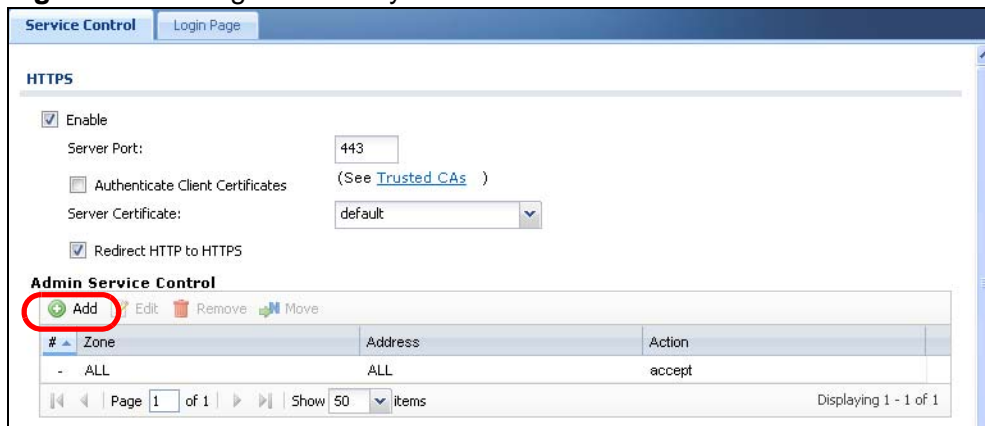 Service Control Login Page
HTTPS
Enable
Server Port: 443
Authenticate Client Certificates (See Trusted CAs )
Server Certificate: default
Redirect HTTP to HTTPS
Admin Service Control
Add Edit Remove Move
# Zone Address Action
- ALL ALL accept
Page 1 of 1 Show 50 items Displaying 1 - 1 of 1